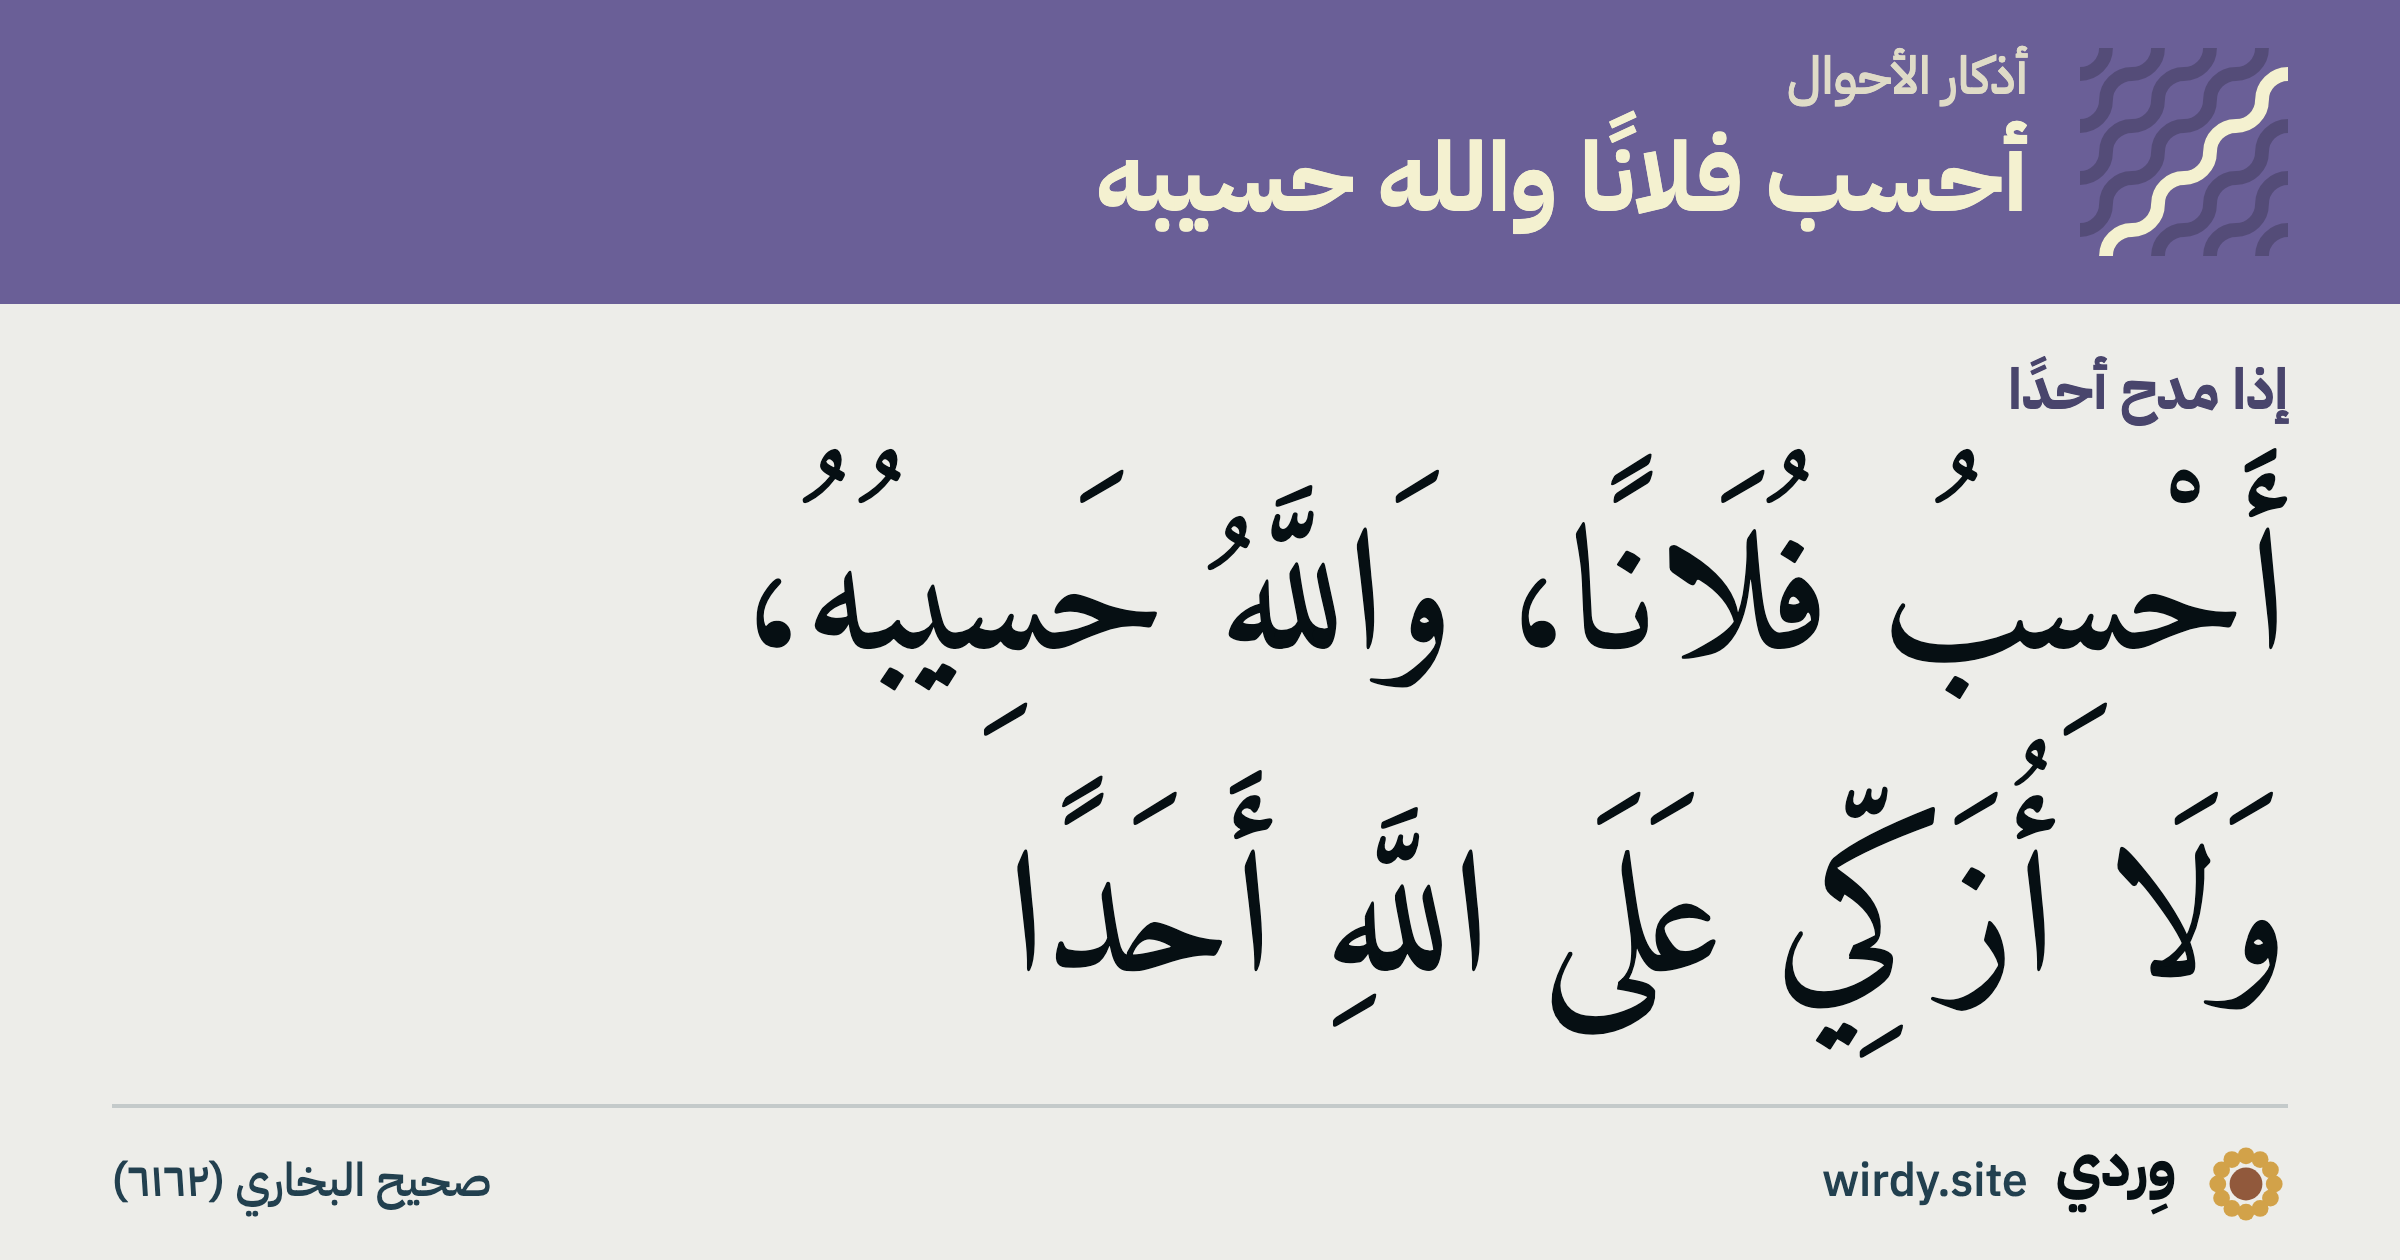 أذكار الأحوال
أحسب فلانًا والله حسيبه
إذا مدح أحدًا
أَحْسِبُ فُلَانًا، وَاللَّهُ حَسِيبُهُ،
وَلَا أُزَكِّي عَلَى اللَّهِ أَحَدًا
وِردي wirdy.site
صحيح البخاري (٦١٦٢)